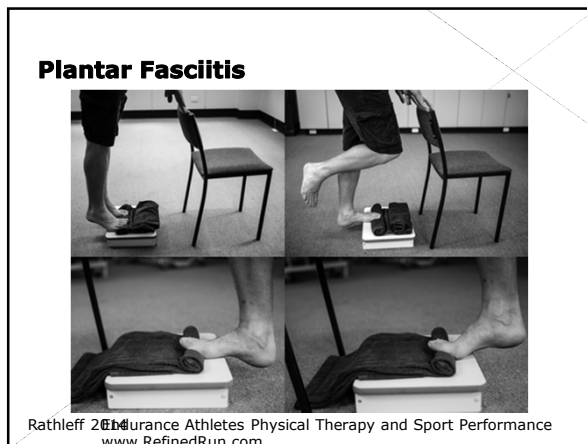 Plantar Fasciitis
Rathleff 2014
Endurance Athletes Physical Therapy and Sport Performance
www.RefinedRun.com